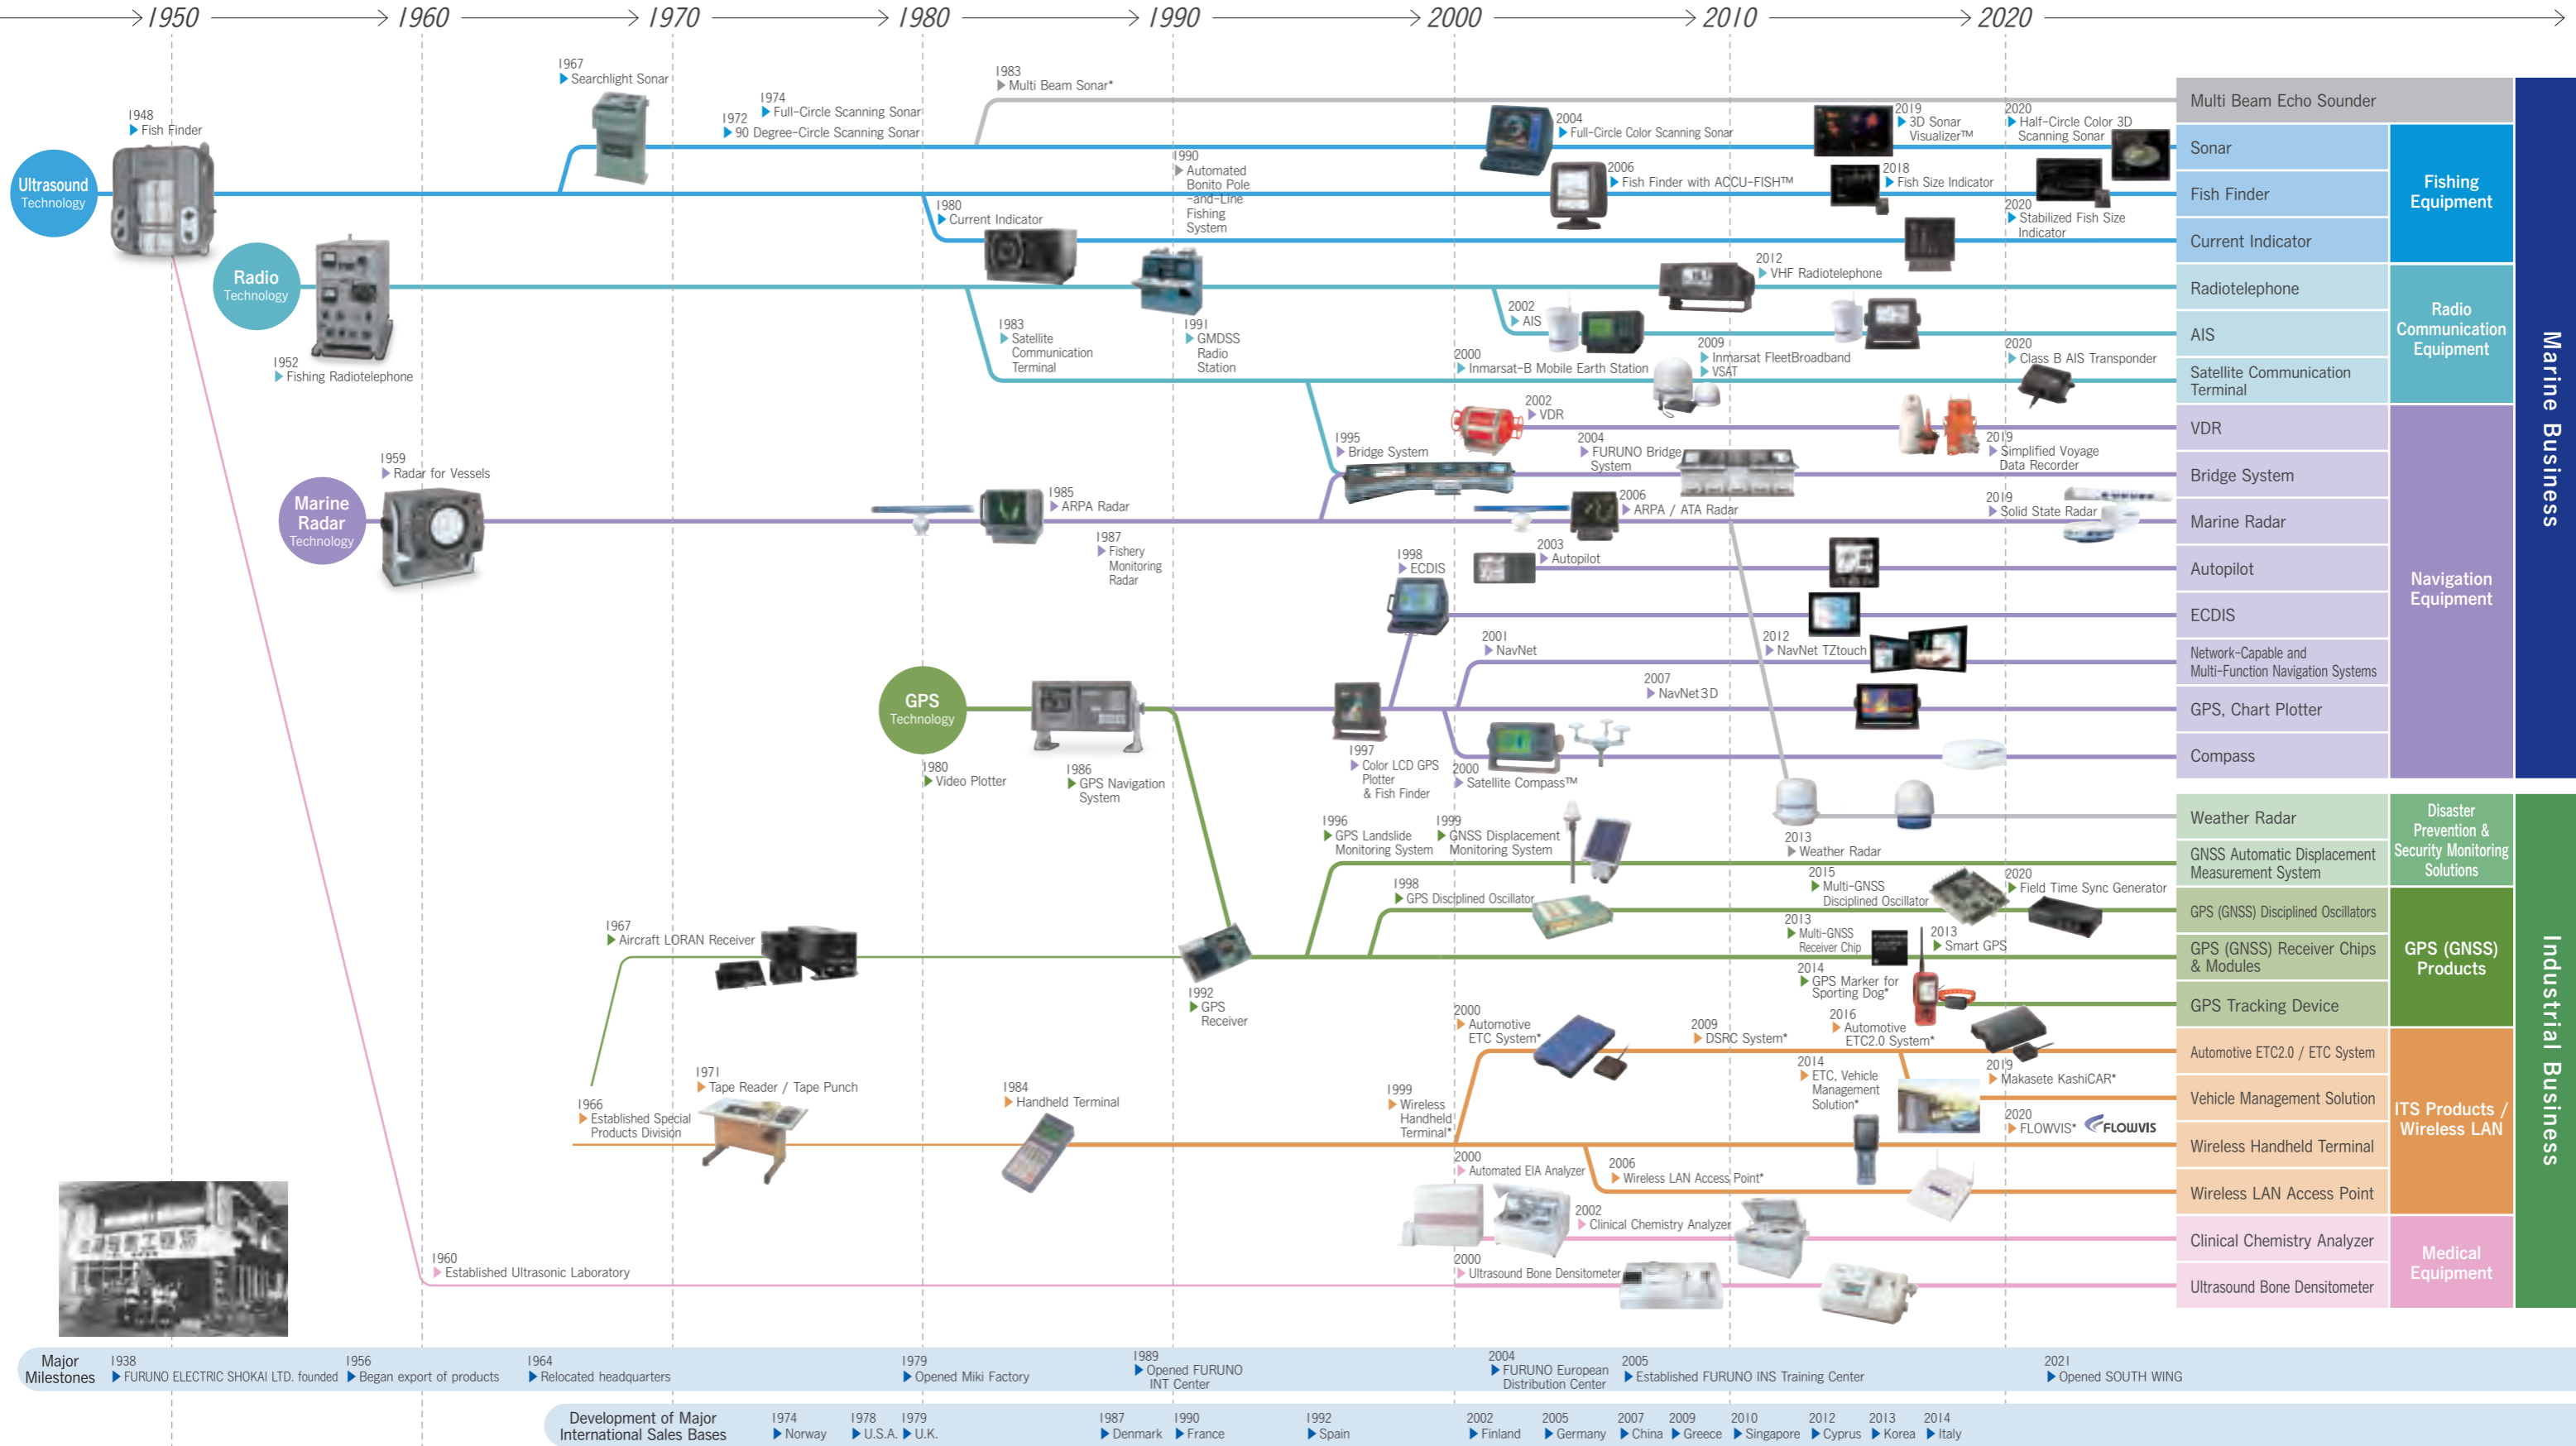 1950
1960
1970
1980
1990
2000
2010
2020
Ultrasound
Technology
1948
Fish Finder
1967
Searchlight Sonar
1972
90 Degree-Circle Scanning Sonar
1974
Full-Circle Scanning Sonar
1983
Multi Beam Sonar*
1980
Current Indicator
1990
Automated
Bonito Pole
-and-Line
Fishing
System
2004
Full-Circle Color Scanning Sonar
2006
Fish Finder with ACCU-FISH™
2018
Fish Size Indicator
2019
3D Sonar
Visualizer™
2020
Half-Circle Color 3D
Scanning Sonar
2020
Stabilized Fish Size
Indicator
Radio
Technology
1952
Fishing Radiotelephone
1983
Satellite
Communication
Terminal
1991
GMDSS
Radio
Station
2002
AIS
2012
VHF Radiotelephone
2000
Inmarsat-B Mobile Earth Station
2009
Inmarsat FleetBroadband
VSAT
2020
Class B AIS Transponder
Marine
Radar
Technology
1959
Radar for Vessels
1985
ARPA Radar
1987
Fishery
Monitoring
Radar
1995
Bridge System
2002
VDR
2004
FURUNO Bridge
System
2019
Simplified Voyage
Data Recorder
2006
ARPA / ATA Radar
2019
Solid State Radar
2003
Autopilot
1998
ECDIS
2001
NavNet
2012
NavNet TZtouch
2007
NavNet3D
GPS
Technology
1980
Video Plotter
1986
GPS Navigation
System
1997
Color LCD GPS
Plotter
& Fish Finder
2000
Satellite Compass™
1996
GPS Landslide
Monitoring System
1999
GNSS Displacement
Monitoring System
2013
Weather Radar
1998
GPS Disciplined Oscillator
2015
Multi-GNSS
Disciplined Oscillator
2020
Field Time Sync Generator
2013
Multi-GNSS
Receiver Chip
2013
Smart GPS
2014
GPS Marker for
Sporting Dog*
1967
Aircraft LORAN Receiver
1992
GPS
Receiver
1966
Established Special
Products Division
1971
Tape Reader / Tape Punch
1984
Handheld Terminal
1999
Wireless
Handheld
Terminal*
2000
Automotive
ETC System*
2009
DSRC System*
2016
Automotive
ETC2.0 System*
2014
ETC, Vehicle
Management
Solution*
2019
Makasete KashiCAR*
2020
FLOWVIS*
FLOWVIS
2006
Wireless LAN Access Point*
2000
Automated EIA Analyzer
2002
Clinical Chemistry Analyzer
1960
Established Ultrasonic Laboratory
2000
Ultrasound Bone Densitometer
Multi Beam Echo Sounder
Sonar
Fish Finder
Current Indicator
Fishing
Equipment
Radiotelephone
AIS
Satellite Communication
Terminal
Radio
Communication
Equipment
VDR
Bridge System
Marine Radar
Autopilot
ECDIS
Network-Capable and
Multi-Function Navigation Systems
GPS, Chart Plotter
Compass
Navigation
Equipment
Marine Business
Weather Radar
GNSS Automatic Displacement
Measurement System
Disaster
Prevention &
Security Monitoring
Solutions
GPS (GNSS) Disciplined Oscillators
GPS (GNSS) Receiver Chips
& Modules
GPS Tracking Device
GPS (GNSS)
Products
Automotive ETC2.0 / ETC System
Vehicle Management Solution
Wireless Handheld Terminal
Wireless LAN Access Point
ITS Products /
Wireless LAN
Clinical Chemistry Analyzer
Ultrasound Bone Densitometer
Medical
Equipment
Industrial Business
Major
Milestones
1938
FURUNO ELECTRIC SHOKAI LTD. founded
1956
Began export of products
1964
Relocated headquarters
1979
Opened Miki Factory
1989
Opened FURUNO
INT Center
2004
FURUNO European
Distribution Center
2005
Established FURUNO INS Training Center
2021
Opened SOUTH WING
Development of Major
International Sales Bases
1974
Norway
1978
U.S.A.
1979
U.K.
1987
Denmark
1990
France
1992
Spain
2002
Finland
2005
Germany
2007
China
2009
Greece
2010
Singapore
2012
Cyprus
2013
Korea
2014
Italy